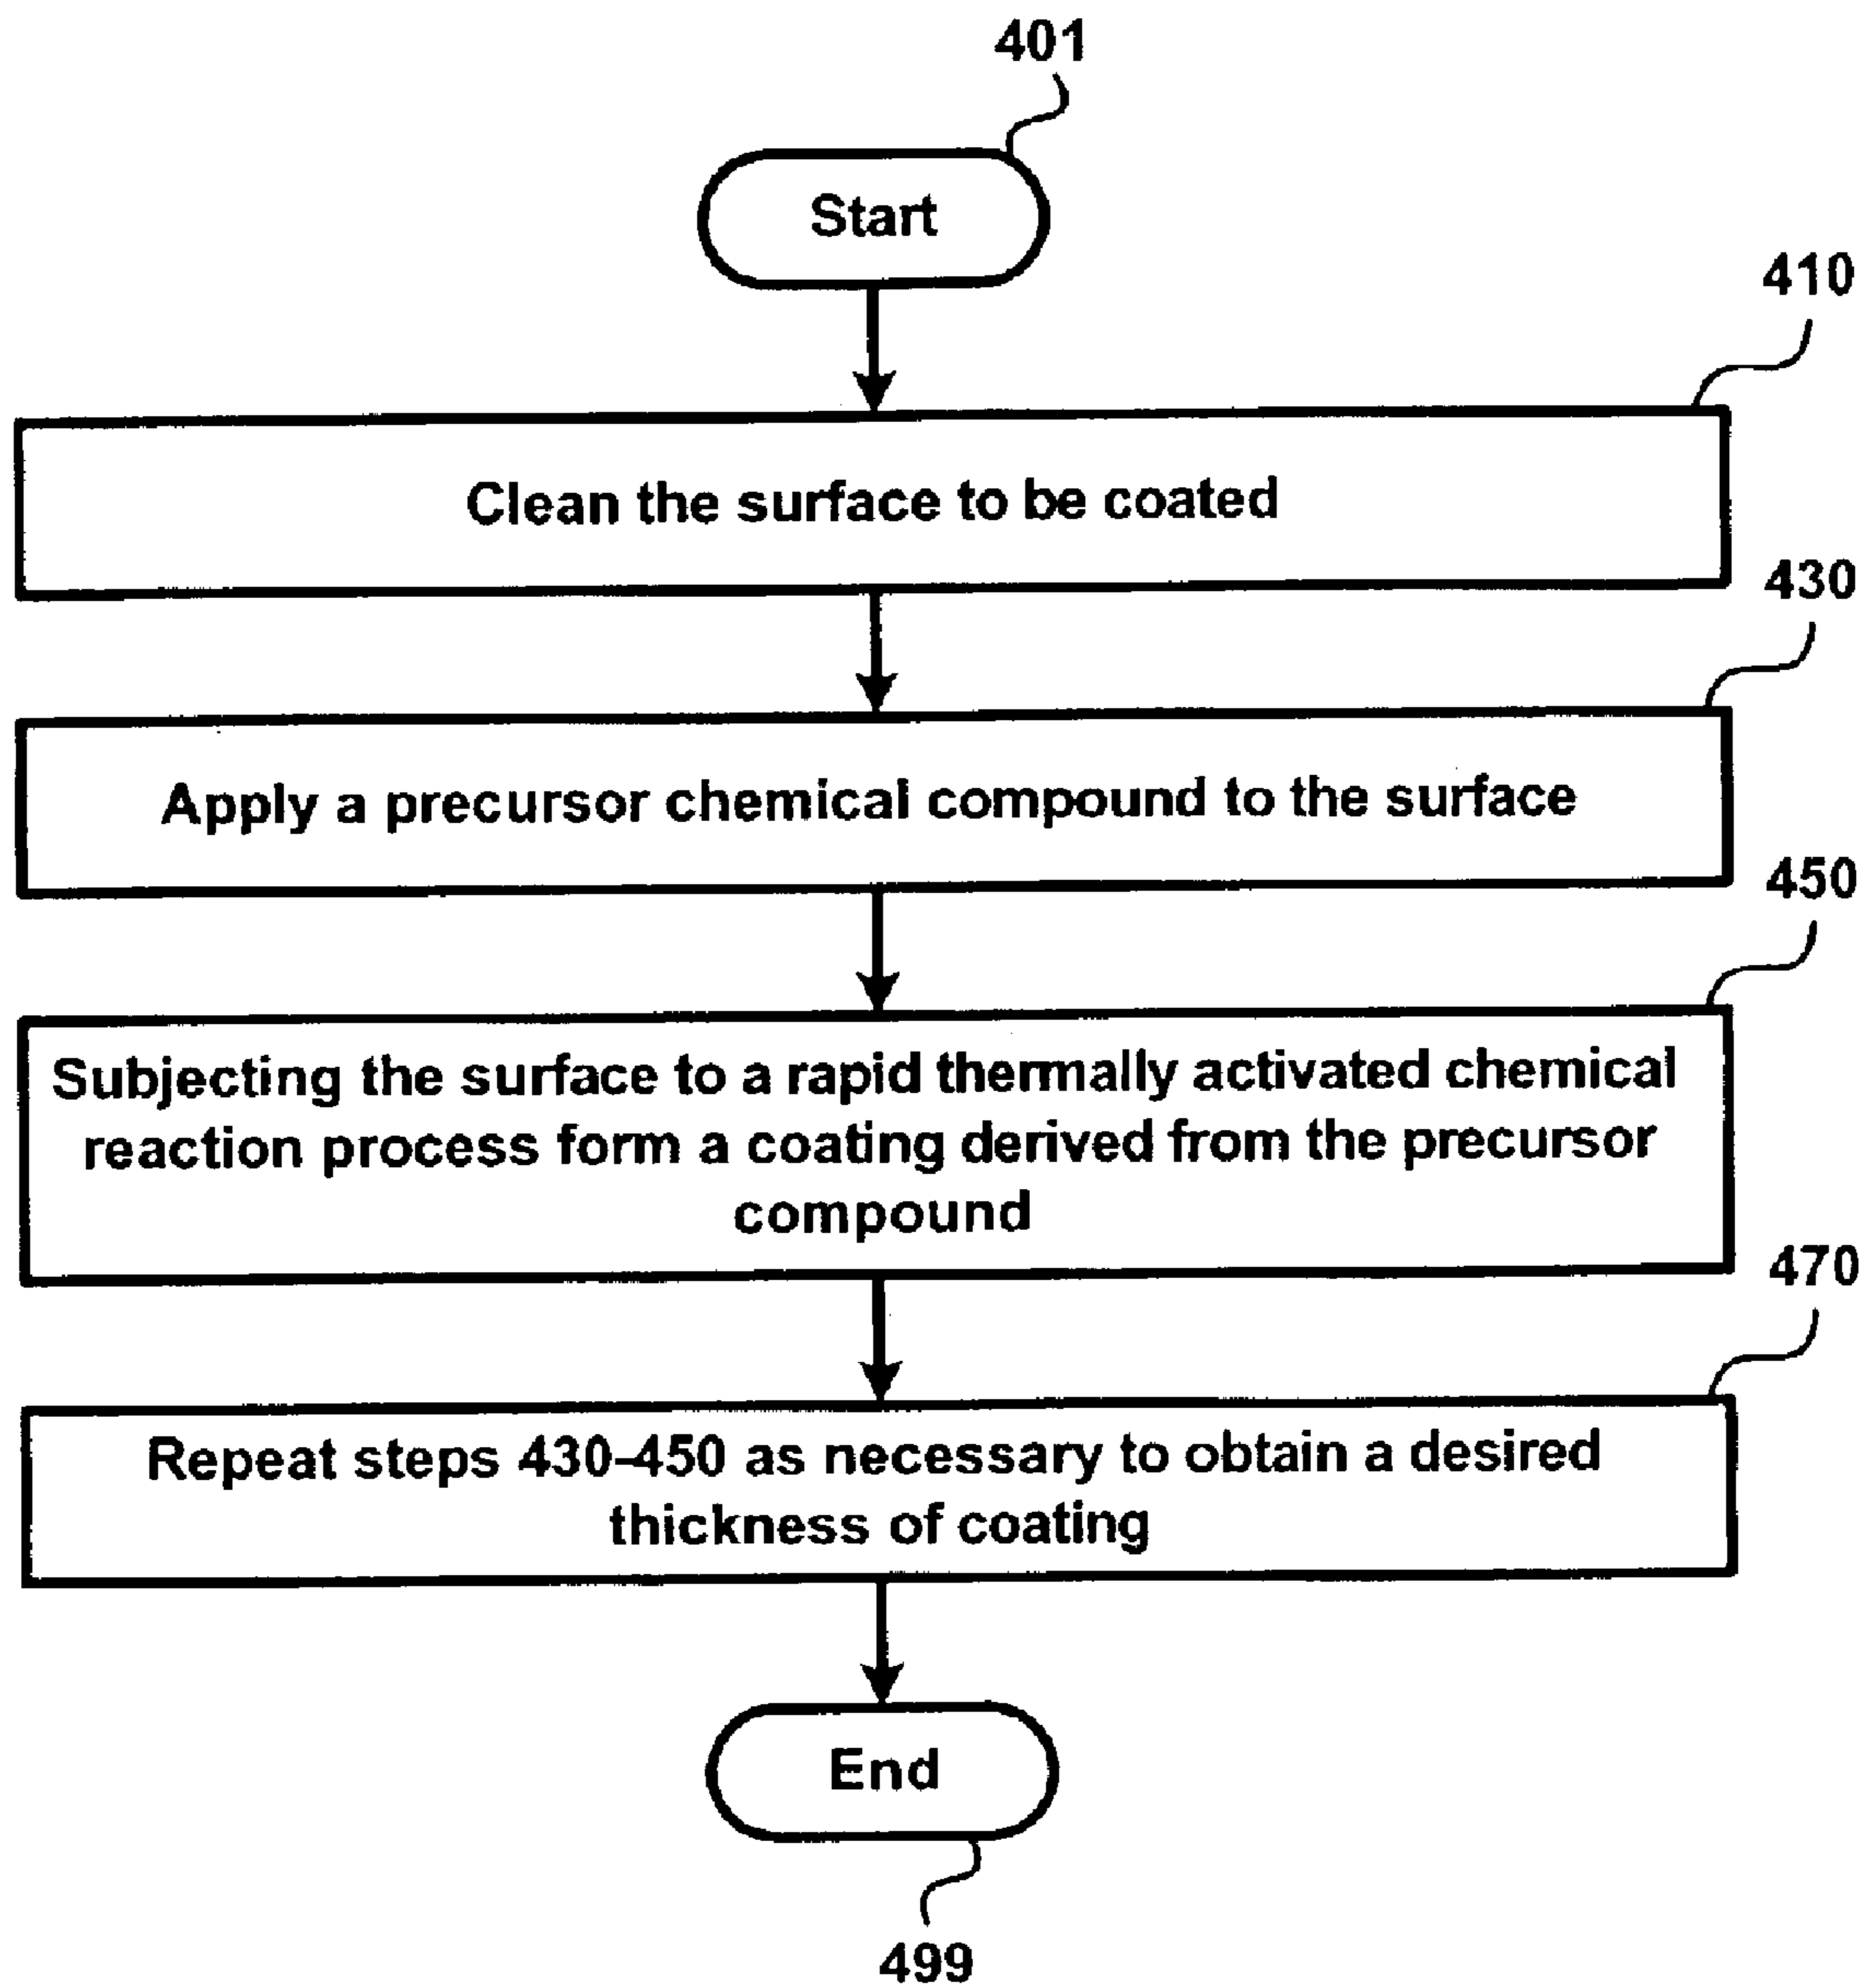 401
Start
410
Clean the surface to be coated
430
Apply a precursor chemical compound to the surface
450
Subjecting the surface to a rapid thermally activated chemical
reaction process form a coating derived from the precursor
compound
470
Repeat steps 430-450 as necessary to obtain a desired
thickness of coating
End
499